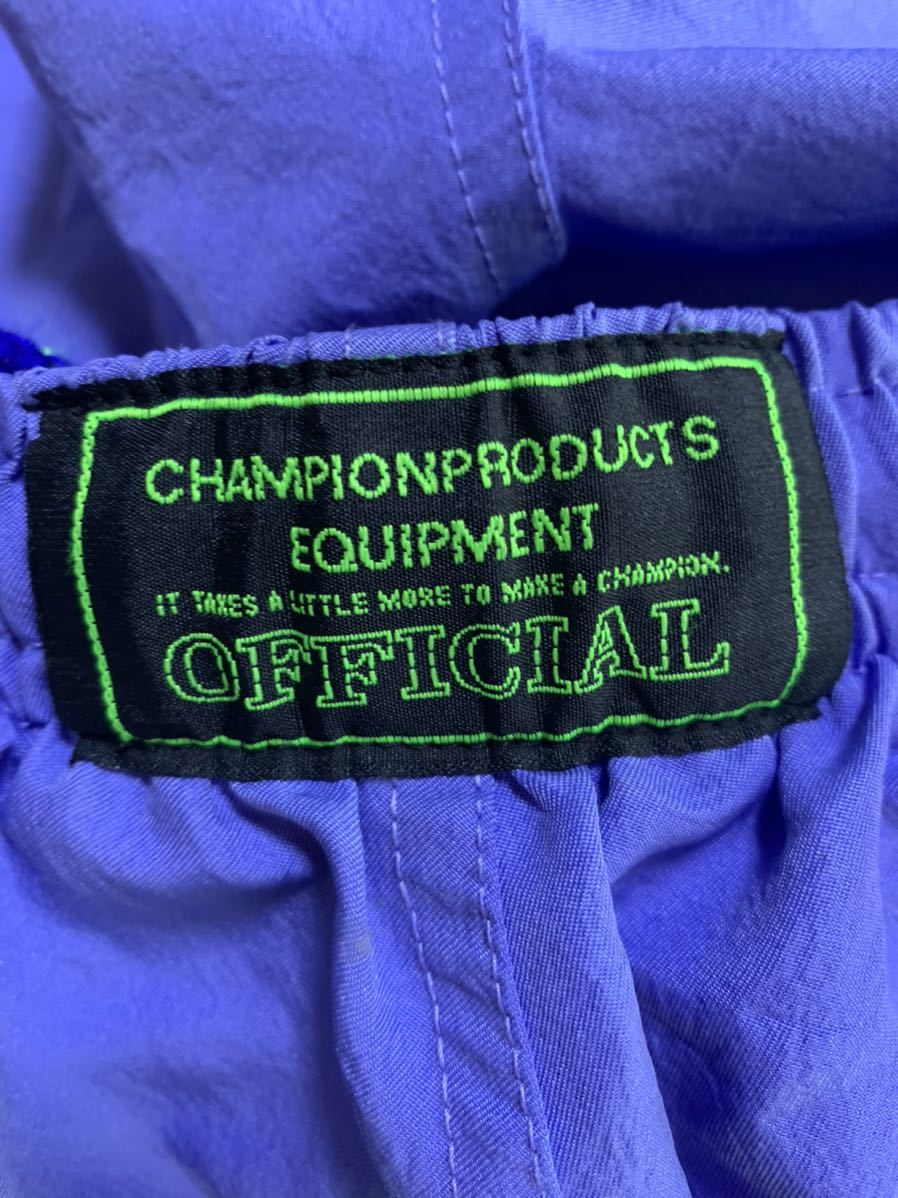 CHAMPIONPRODUCTS
EQUIPMENT
IT TAKES A LITTLE MORE TO MAKE A CHAMPION.
OFFICIAL